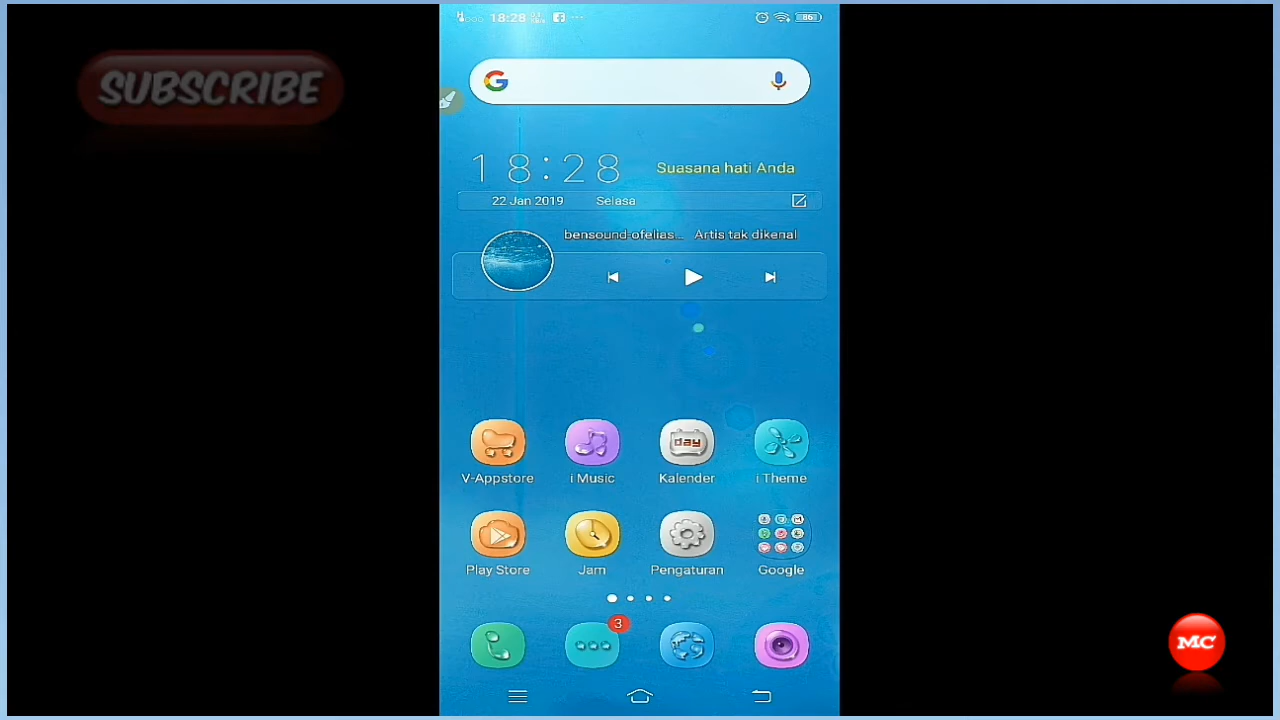 18:28
86
SUBSCRIBE
18:28
Suasana hati Anda
22 Jan 2019 Selasa
bensound-ofelias... Artis tak dikenal
day
V-Appstore i Music Kalender i Theme
Play Store Jam Pengaturan Google
3
MC